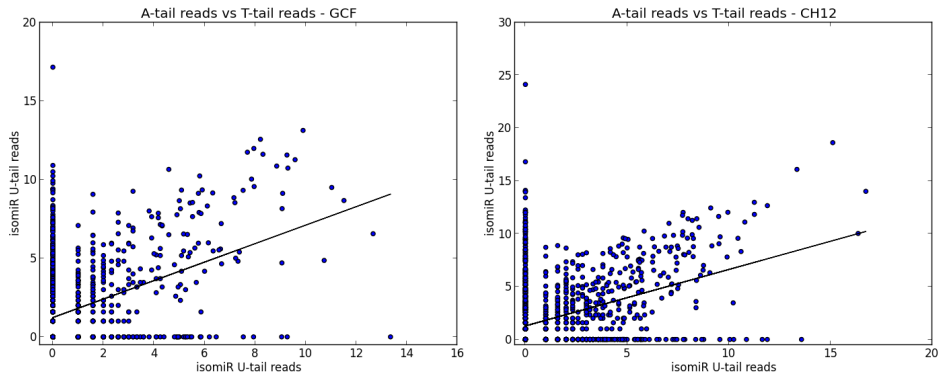 A-tail reads vs T-tail reads - GCF
20
15
10
5
0
isomiR U-tail reads
0 2 4 6 8 10 12 14 16
isomiR U-tail reads
A-tail reads vs T-tail reads - CH12
30
25
20
15
10
5
0
isomiR U-tail reads
0 5 10 15 20
isomiR U-tail reads